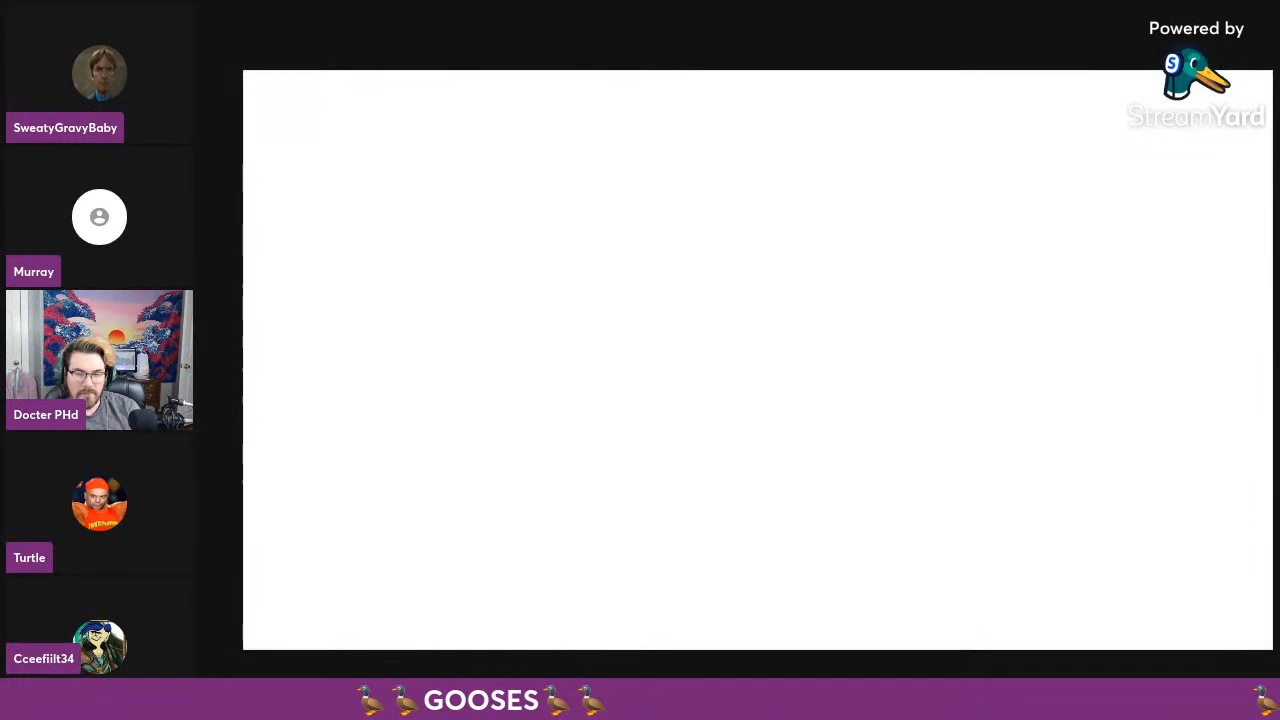 Powered by
S
StreamYard
SweatyGravyBaby
Murray
Docter PHd
Turtle
Cceefiilt34
🦆🦆GOOSES🦆🦆